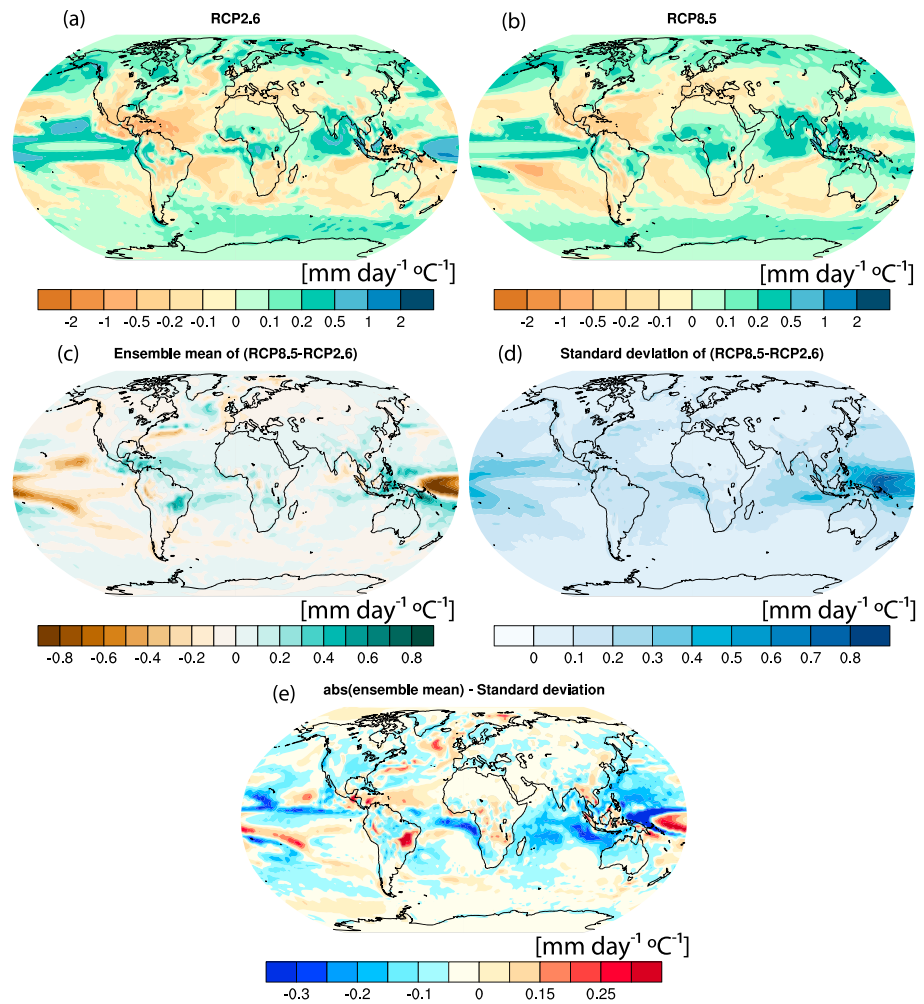 (a) RCP2.6
(b) RCP8.5
[mm day⁻¹ ºC⁻¹]
-2 -1 -0.5 -0.2 -0.1 0 0.1 0.2 0.5 1 2
[mm day⁻¹ ºC⁻¹]
-2 -1 -0.5 -0.2 -0.1 0 0.1 0.2 0.5 1 2
(c) Ensemble mean of (RCP8.5-RCP2.6)
(d) Standard deviation of (RCP8.5-RCP2.6)
[mm day⁻¹ ºC⁻¹]
-0.8 -0.6 -0.4 -0.2 0 0.2 0.4 0.6 0.8
[mm day⁻¹ ºC⁻¹]
0 0.1 0.2 0.3 0.4 0.5 0.6 0.7 0.8
(e) abs(ensemble mean) - Standard deviation
[mm day⁻¹ ºC⁻¹]
-0.3 -0.2 -0.1 0 0.15 0.25